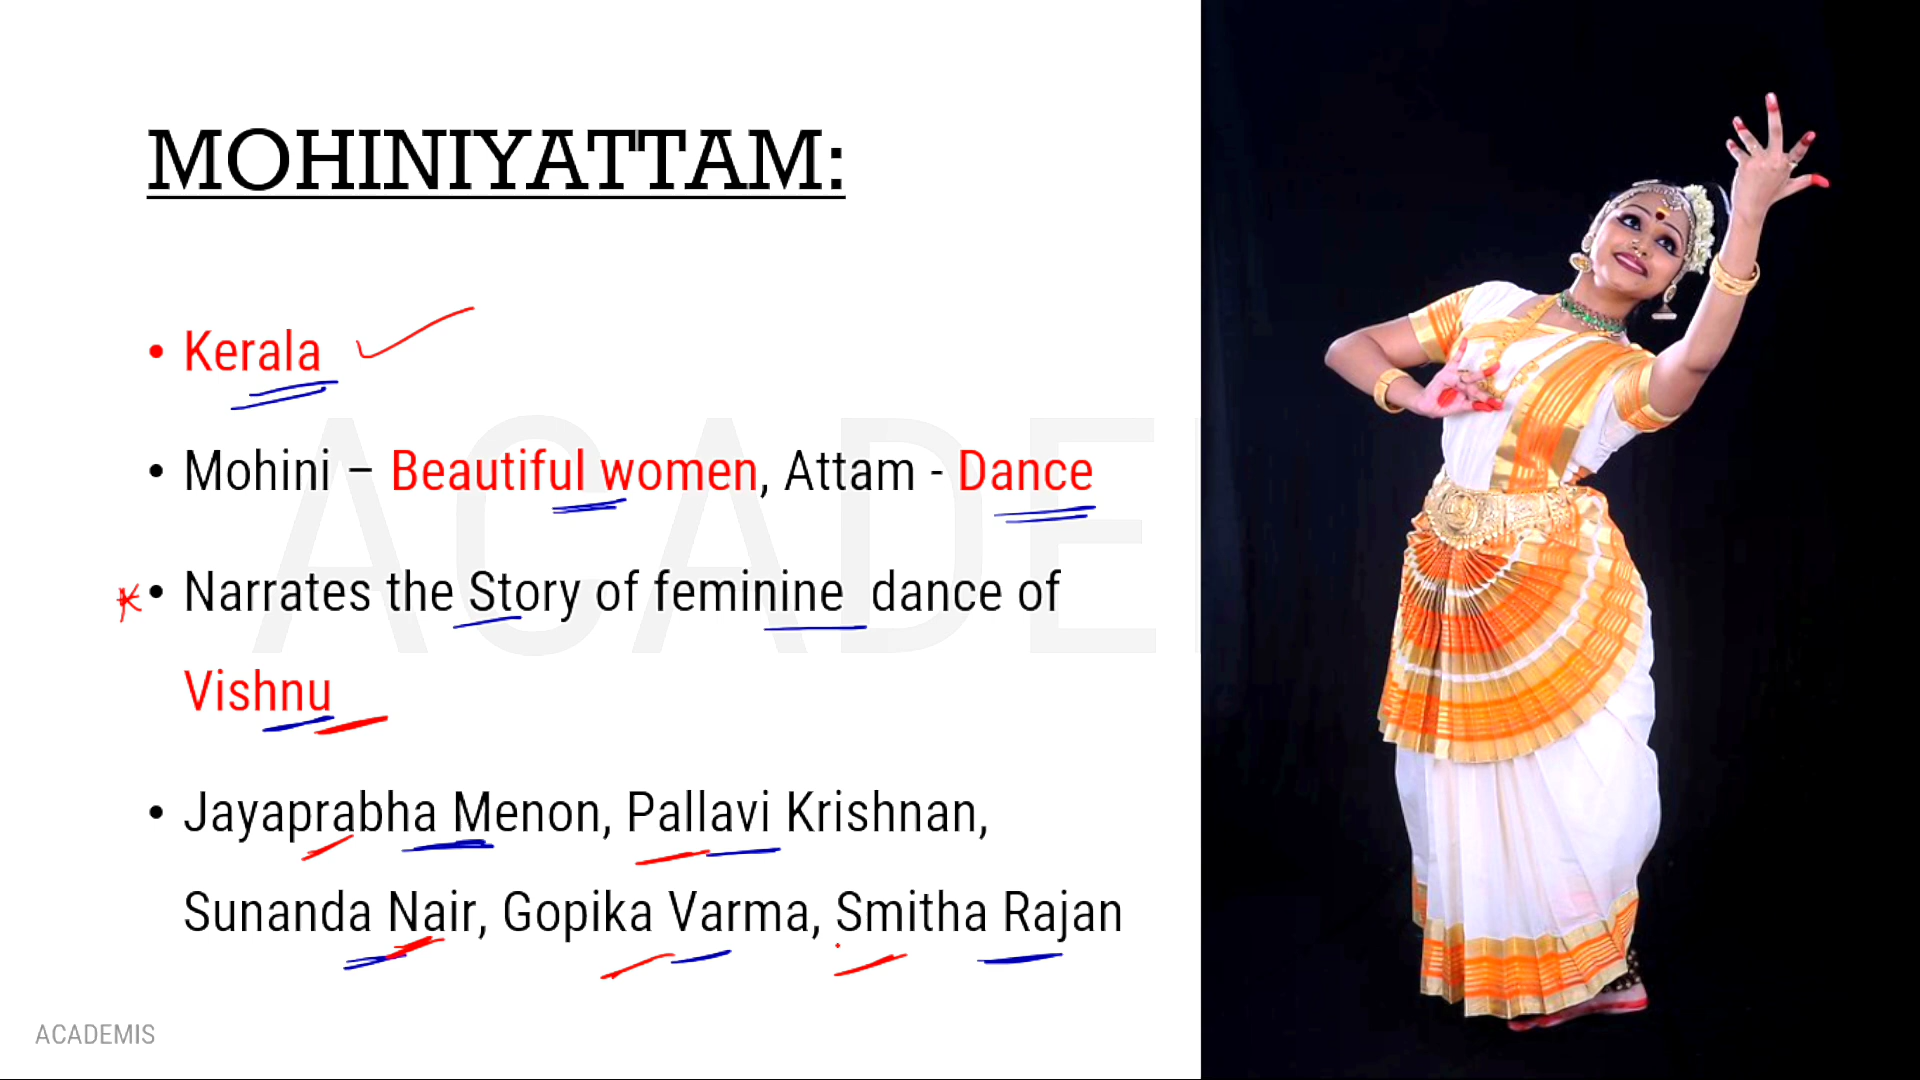 MOHINIYATTAM:
• Kerala
• Mohini – Beautiful women, Attam - Dance
• Narrates the Story of feminine dance of
Vishnu
• Jayaprabha Menon, Pallavi Krishnan,
Sunanda Nair, Gopika Varma, Smitha Rajan
ACADEMIS
ACADE